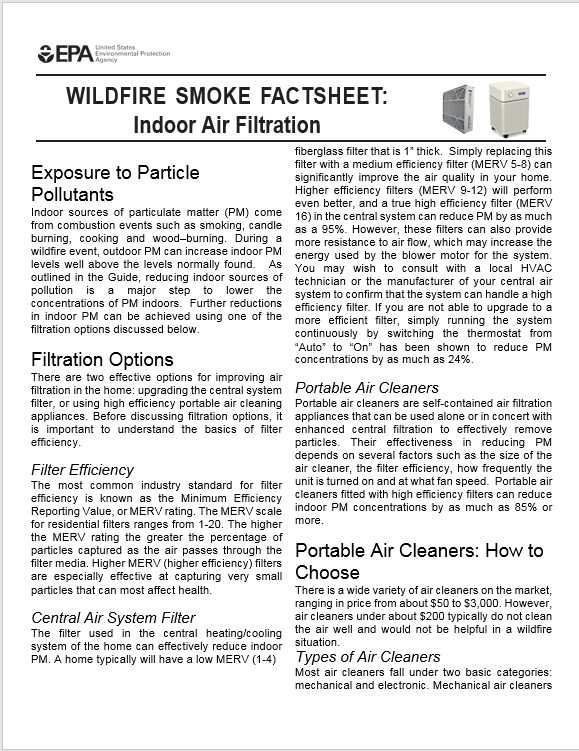 EPA United States
Environmental Protection
Agency
WILDFIRE SMOKE FACTSHEET:
Indoor Air Filtration
Exposure to Particle
Pollutants
Indoor sources of particulate matter (PM) come
from combustion events such as smoking, candle
burning, cooking and wood–burning. During a
wildfire event, outdoor PM can increase indoor PM
levels well above the levels normally found. As
outlined in the Guide, reducing indoor sources of
pollution is a major step to lower the
concentrations of PM indoors. Further reductions
in indoor PM can be achieved using one of the
filtration options discussed below.
Filtration Options
There are two effective options for improving air
filtration in the home: upgrading the central system
filter, or using high efficiency portable air cleaning
appliances. Before discussing filtration options, it
is important to understand the basics of filter
efficiency.
Filter Efficiency
The most common industry standard for filter
efficiency is known as the Minimum Efficiency
Reporting Value, or MERV rating. The MERV scale
for residential filters ranges from 1-20. The higher
the MERV rating the greater the percentage of
particles captured as the air passes through the
filter media. Higher MERV (higher efficiency) filters
are especially effective at capturing very small
particles that can most affect health.
Central Air System Filter
The filter used in the central heating/cooling
system of the home can effectively reduce indoor
PM. A home typically will have a low MERV (1-4)
fiberglass filter that is 1” thick. Simply replacing this
filter with a medium efficiency filter (MERV 5-8) can
significantly improve the air quality in your home.
Higher efficiency filters (MERV 9-12) will perform
even better, and a true high efficiency filter (MERV
16) in the central system can reduce PM by as much
as a 95%. However, these filters can also provide
more resistance to air flow, which may increase the
energy used by the blower motor for the system.
You may wish to consult with a local HVAC
technician or the manufacturer of your central air
system to confirm that the system can handle a high
efficiency filter. If you are not able to upgrade to a
more efficient filter, simply running the system
continuously by switching the thermostat from
“Auto” to “On” has been shown to reduce PM
concentrations by as much as 24%.
Portable Air Cleaners
Portable air cleaners are self-contained air filtration
appliances that can be used alone or in concert with
enhanced central filtration to effectively remove
particles. Their effectiveness in reducing PM
depends on several factors such as the size of the
air cleaner, the filter efficiency, how frequently the
unit is turned on and at what fan speed. Portable air
cleaners fitted with high efficiency filters can reduce
indoor PM concentrations by as much as 85% or
more.
Portable Air Cleaners: How to
Choose
There is a wide variety of air cleaners on the market,
ranging in price from about $50 to $3,000. However,
air cleaners under about $200 typically do not clean
the air well and would not be helpful in a wildfire
situation.
Types of Air Cleaners
Most air cleaners fall under two basic categories:
mechanical and electronic. Mechanical air cleaners